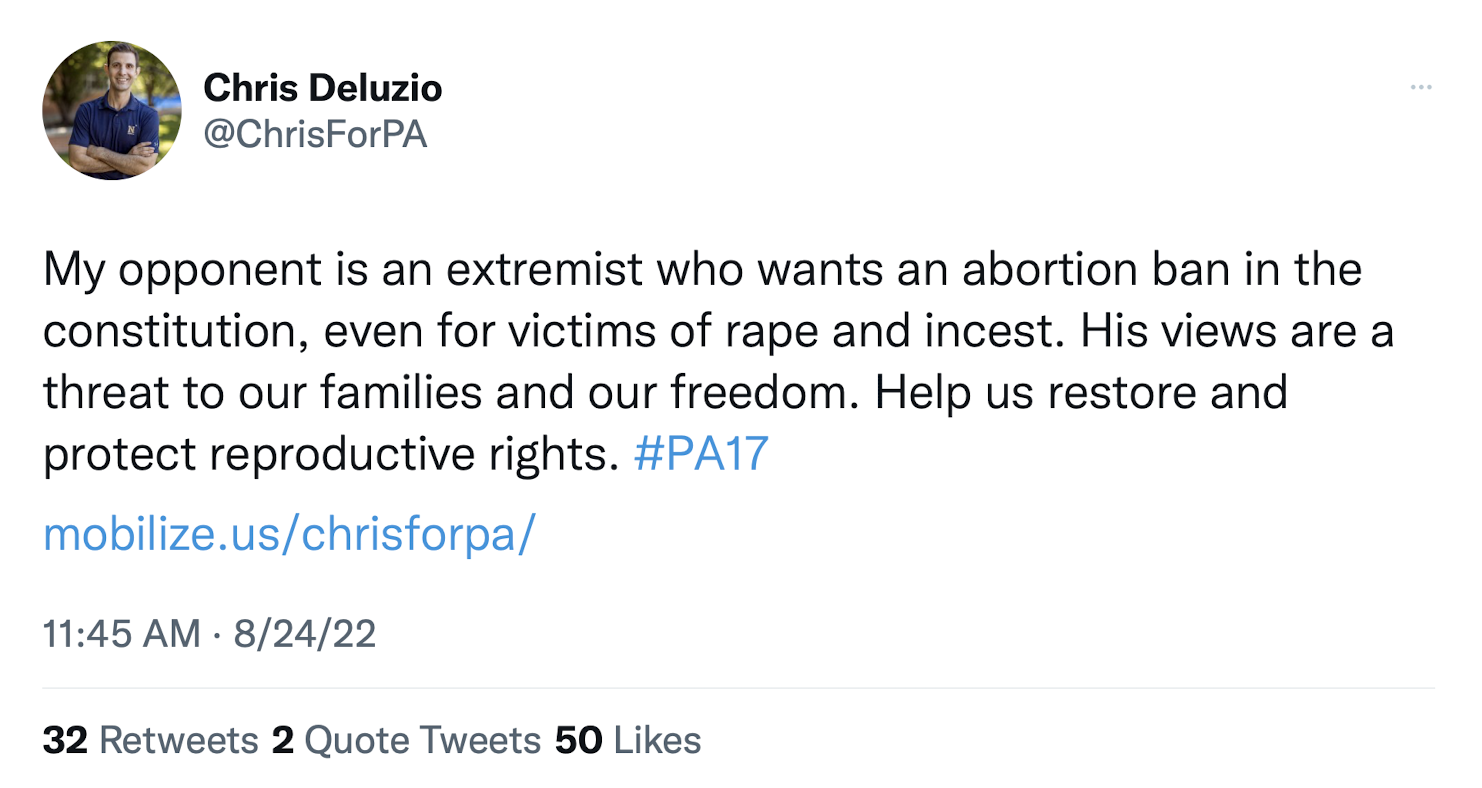 Chris Deluzio
@ChrisForPA
My opponent is an extremist who wants an abortion ban in the
constitution, even for victims of rape and incest. His views are a
threat to our families and our freedom. Help us restore and
protect reproductive rights. #PA17
mobilize.us/chrisforpa/
11:45 AM · 8/24/22
32 Retweets 2 Quote Tweets 50 Likes